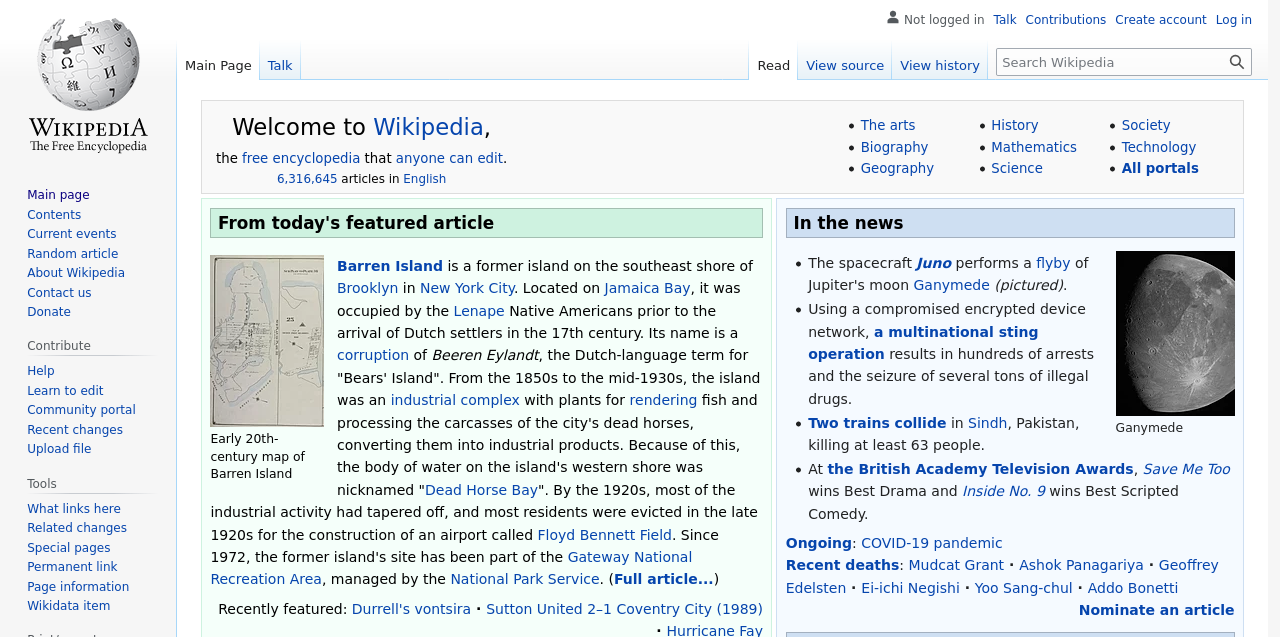 Not logged in Talk Contributions Create account Log in
Main Page Talk Read View source View history Search Wikipedia
WIKIPEDIA
The Free Encyclopedia
Main page
Contents
Current events
Random article
About Wikipedia
Contact us
Donate
Contribute
Help
Learn to edit
Community portal
Recent changes
Upload file
Tools
What links here
Related changes
Special pages
Permanent link
Page information
Wikidata item
Welcome to Wikipedia,
the free encyclopedia that anyone can edit.
6,316,645 articles in English
• The arts
• Biography
• Geography
• History
• Mathematics
• Science
• Society
• Technology
• All portals
From today's featured article
Early 20th-
century map of
Barren Island
Barren Island is a former island on the southeast shore of
Brooklyn in New York City. Located on Jamaica Bay, it was
occupied by the Lenape Native Americans prior to the
arrival of Dutch settlers in the 17th century. Its name is a
corruption of Beeren Eylandt, the Dutch-language term for
"Bears' Island". From the 1850s to the mid-1930s, the island
was an industrial complex with plants for rendering fish and
processing the carcasses of the city's dead horses,
converting them into industrial products. Because of this,
the body of water on the island's western shore was
nicknamed "Dead Horse Bay". By the 1920s, most of the
industrial activity had tapered off, and most residents were evicted in the late
1920s for the construction of an airport called Floyd Bennett Field. Since
1972, the former island's site has been part of the Gateway National
Recreation Area, managed by the National Park Service. (Full article...)
Recently featured: Durrell's vontsira · Sutton United 2–1 Coventry City (1989)
· Hurricane Fay
In the news
• The spacecraft Juno performs a flyby of
Jupiter's moon Ganymede (pictured).
• Using a compromised encrypted device
network, a multinational sting
operation results in hundreds of arrests
and the seizure of several tons of illegal
drugs.
• Two trains collide in Sindh, Pakistan,
killing at least 63 people.
• At the British Academy Television Awards, Save Me Too
wins Best Drama and Inside No. 9 wins Best Scripted
Comedy.
Ganymede
Ongoing: COVID-19 pandemic
Recent deaths: Mudcat Grant · Ashok Panagariya · Geoffrey
Edelsten · Ei-ichi Negishi · Yoo Sang-chul · Addo Bonetti
Nominate an article